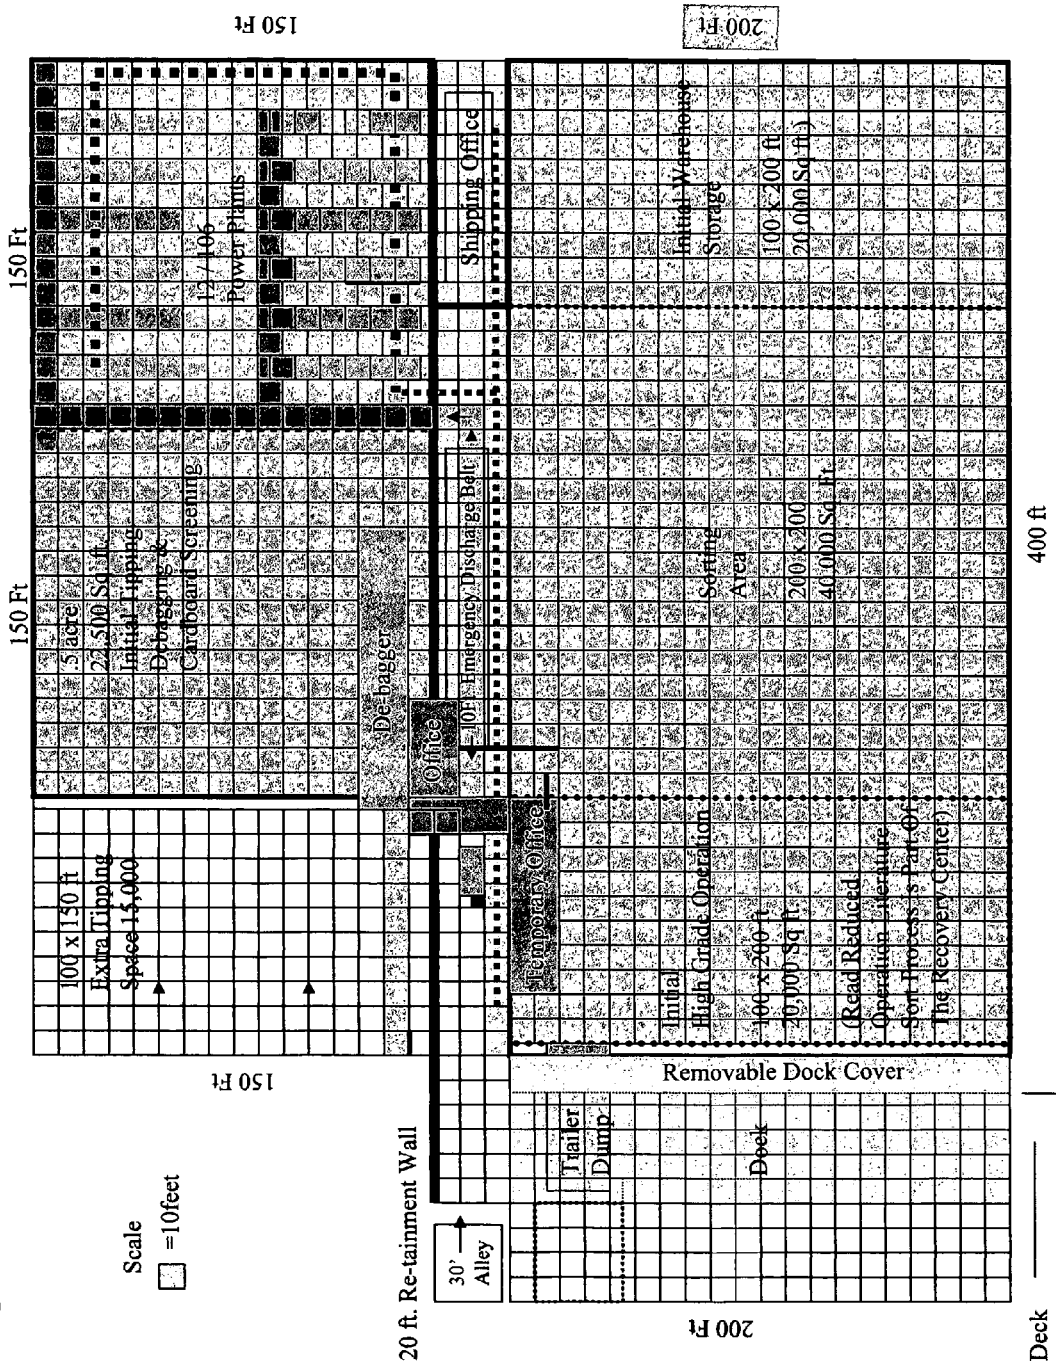 150 Ft
200 Ft
150 Ft
150 Ft
12 / 106
Power Plants
Shipping Office
Initial Warehouse
Storage
100 x 200 ft
20,000 Sq ft)
.5 acre
22,500 Sq ft.
Initial Tipping
Debagging &
Cardboard Screening
De-bagger
Office
=10Ft. Emergency Discharge Belt
Sorting
Area
200 x 200
40,000 Sq. Ft.
400 ft
100 x 150 ft
Extra Tipping
Space 15,000
150 Ft
Temporary Office
Initial
High Grade Operation
100 x 200 ft
20,000 Sq ft
(Read Reduced
Operation Literature
Sort Process s Part Of
The Recovery Center)
Removable Dock Cover
Scale
=10feet
20 ft. Re-tainment Wall
30'
Alley
Trailer
Dump
Dock
200 Ft
Deck